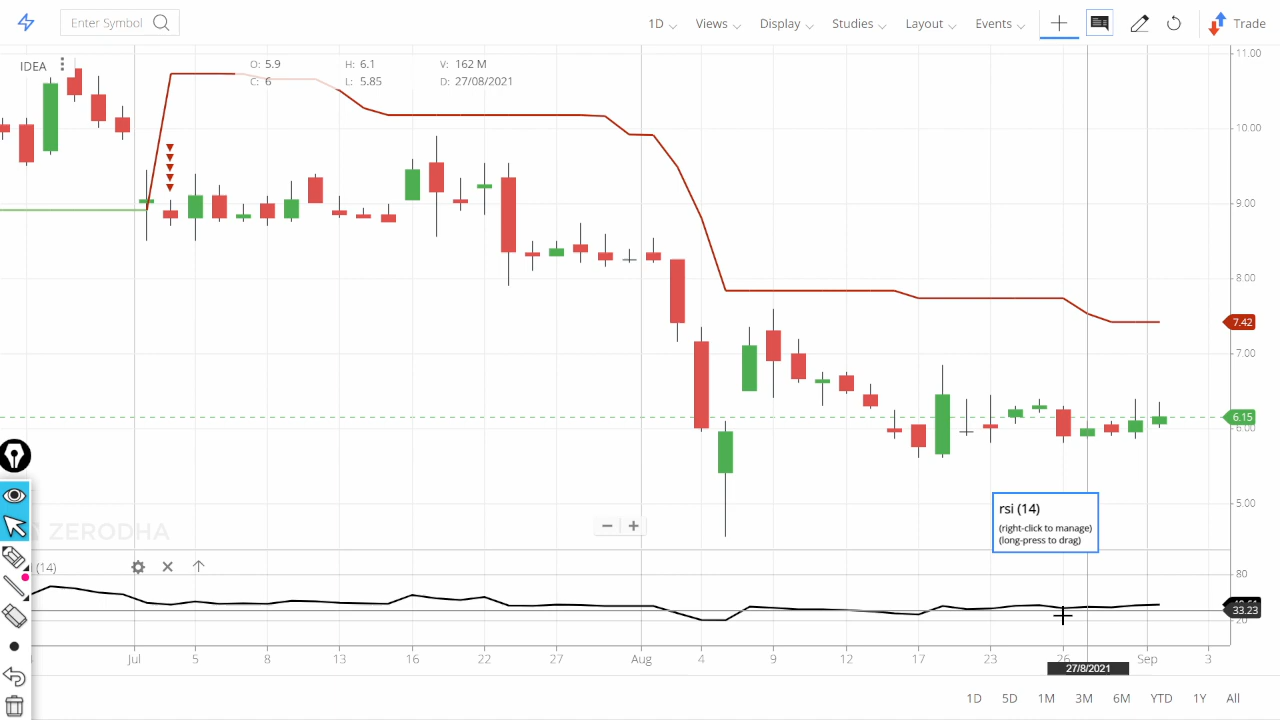 Enter Symbol
1D Views Display Studies Layout Events Trade
IDEA
O: 5.9 H: 6.1 V: 162 M
C: 6 L: 5.85 D: 27/08/2021
11.00
10.00
9.00
8.00
7.42
7.00
6.15
6.00
5.00
rsi (14)
(right-click to manage)
(long-press to drag)
ZERODHA
(14)
80
33.23
20
Jul 5 8 13 16 22 27 Aug 4 9 12 17 23 26 Sep 3
27/8/2021
1D 5D 1M 3M 6M YTD 1Y All